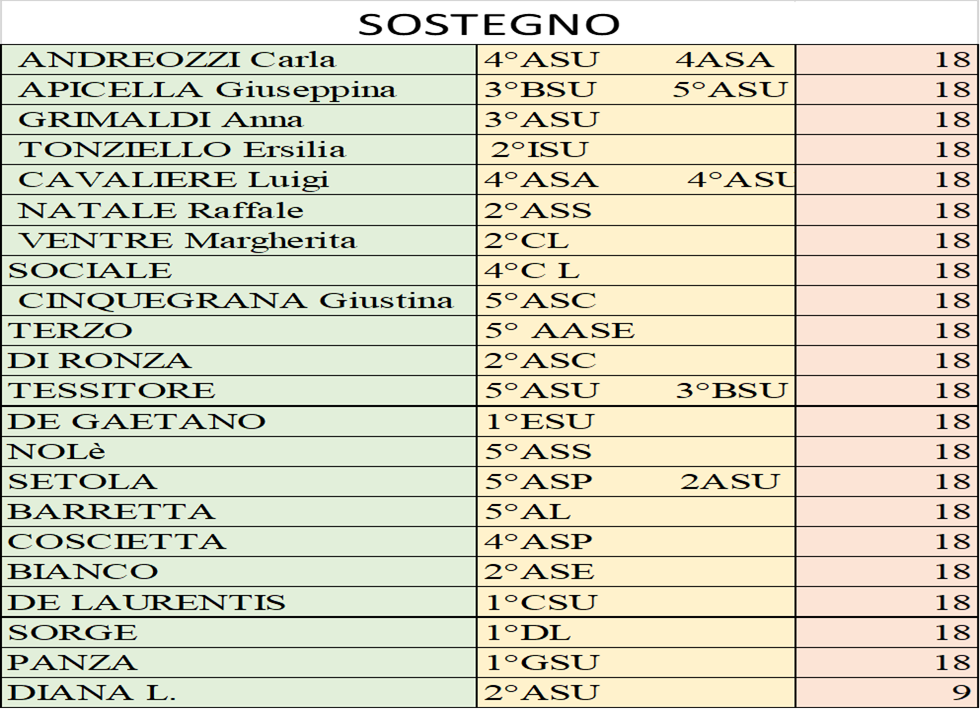 SOSTEGNO
ANDREOZZI Carla 4°ASU 4ASA 18
APICELLA Giuseppina 3°BSU 5°ASU 18
GRIMALDI Anna 3°ASU 18
TONZIELLO Ersilia 2°ISU 18
CAVALIERE Luigi 4°ASA 4°ASU 18
NATALE Raffale 2°ASS 18
VENTRE Margherita 2°CL 18
SOCIALE 4°C L 18
CINQUEGRANA Giustina 5°ASC 18
TERZO 5° AASE 18
DI RONZA 2°ASC 18
TESSITORE 5°ASU 3°BSU 18
DE GAETANO 1°ESU 18
NOLè 5°ASS 18
SETOLA 5°ASP 2ASU 18
BARRETTA 5°AL 18
COSCIETTA 4°ASP 18
BIANCO 2°ASE 18
DE LAURENTIS 1°CSU 18
SORGE 1°DL 18
PANZA 1°GSU 18
DIANA L. 2°ASU 9